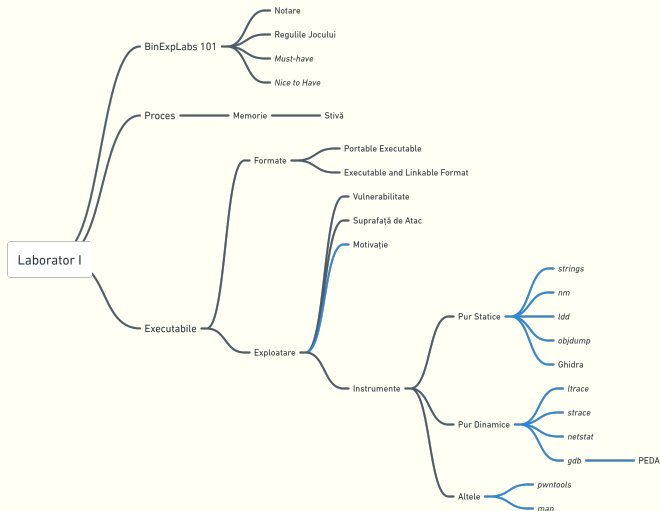 Laborator I
BinExpLabs 101
Notare
Regulile Jocului
Must-have
Nice to Have
Proces
Memorie
Stivă
Executabile
Formate
Portable Executable
Executable and Linkable Format
Exploatare
Vulnerabilitate
Suprafață de Atac
Motivație
Instrumente
Pur Statice
strings
nm
ldd
objdump
Ghidra
Pur Dinamice
ltrace
strace
netstat
gdb
PEDA
Altele
pwntools
man